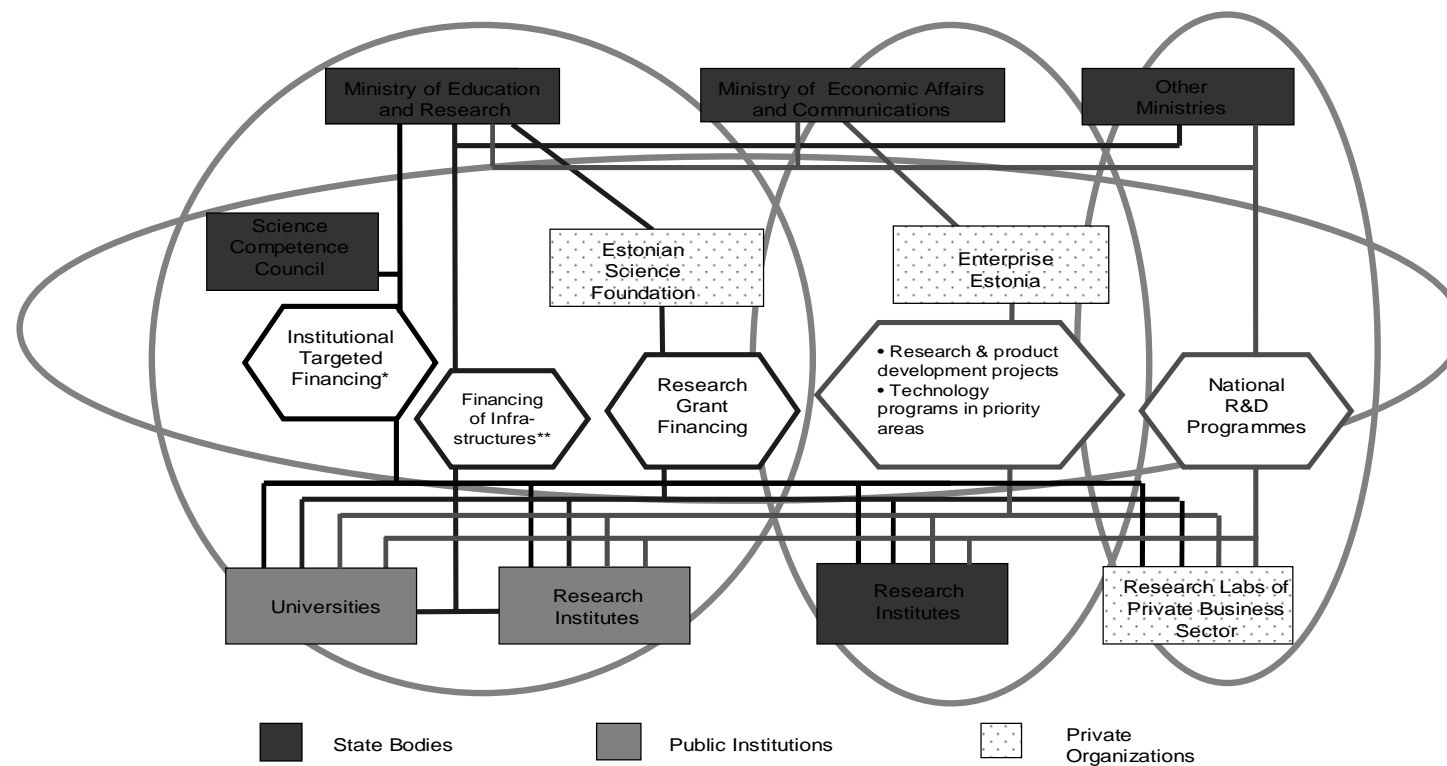 Ministry of Education
and Research
Ministry of Economic Affairs
and Communications
Other
Ministries
Science
Competence
Council
Estonian
Science
Foundation
Enterprise
Estonia
Institutional
Targeted
Financing*
Financing
of Infra-
structures**
Research
Grant
Financing
• Research & product
development projects
• Technology
programs in priority
areas
National
R&D
Programmes
Universities
Research
Institutes
Research
Institutes
Research Labs of
Private Business
Sector
State Bodies
Public Institutions
Private
Organizations